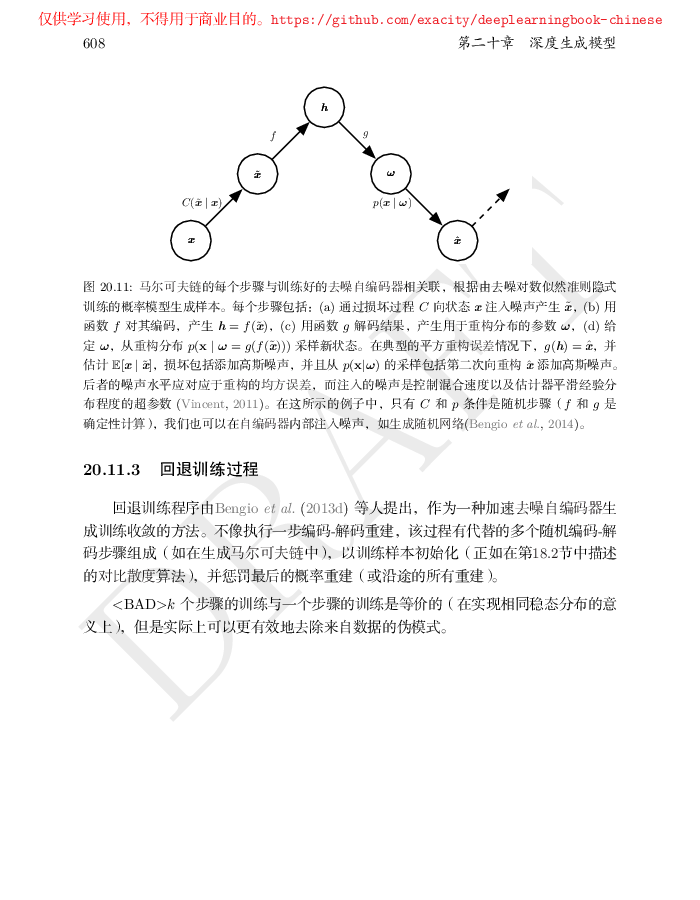 仅供学习使用，不得用于商业目的。https://github.com/exacity/deeplearningbook-chinese
608 第二十章 深度生成模型
h
f
g
x̃
ω
C(x̃ | x)
p(x | ω)
x
x̂
图 20.11: 马尔可夫链的每个步骤与训练好的去噪自编码器相关联，根据由去噪对数似然准则隐式
训练的概率模型生成样本。每个步骤包括：(a) 通过损坏过程 C 向状态 x 注入噪声产生 x̃，(b) 用
函数 f 对其编码，产生 h = f(x̃)，(c) 用函数 g 解码结果，产生用于重构分布的参数 ω，(d) 给
定 ω，从重构分布 p(x | ω = g(f(x̃))) 采样新状态。在典型的平方重构误差情况下，g(h) = x̂，并
估计 𝔼[x | x̃]，损坏包括添加高斯噪声，并且从 p(x|ω) 的采样包括第二次向重构 x̂ 添加高斯噪声。
后者的噪声水平应对应于重构的均方误差，而注入的噪声是控制混合速度以及估计器平滑经验分
布程度的超参数 (Vincent, 2011)。在这所示的例子中，只有 C 和 p 条件是随机步骤（f 和 g 是
确定性计算），我们也可以在自编码器内部注入噪声，如生成随机网络(Bengio et al., 2014)。
20.11.3 回退训练过程
回退训练程序由Bengio et al. (2013d) 等人提出，作为一种加速去噪自编码器生
成训练收敛的方法。不像执行一步编码-解码重建，该过程有代替的多个随机编码-解
码步骤组成（如在生成马尔可夫链中），以训练样本初始化（正如在第18.2节中描述
的对比散度算法），并惩罚最后的概率重建（或沿途的所有重建）。
<BAD>k 个步骤的训练与一个步骤的训练是等价的（在实现相同稳态分布的意
义上），但是实际上可以更有效地去除来自数据的伪模式。
DRAFT